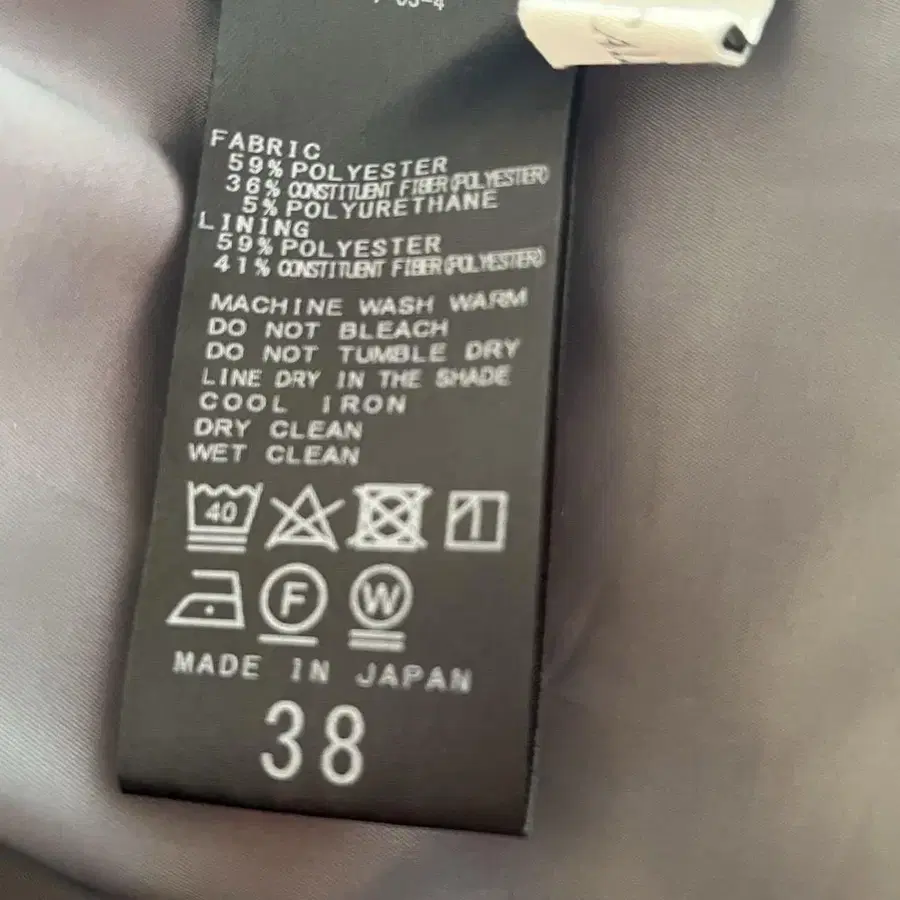 FABRIC
59% POLYESTER
36% CONSTITUENT FIBER(POLYESTER)
5% POLYURETHANE
LINING
59% POLYESTER
41% CONSTITUENT FIBER(POLYESTER)
MACHINE WASH WARM
DO NOT BLEACH
DO NOT TUMBLE DRY
LINE DRY IN THE SHADE
COOL IRON
DRY CLEAN
WET CLEAN
40
F W
MADE IN JAPAN
38